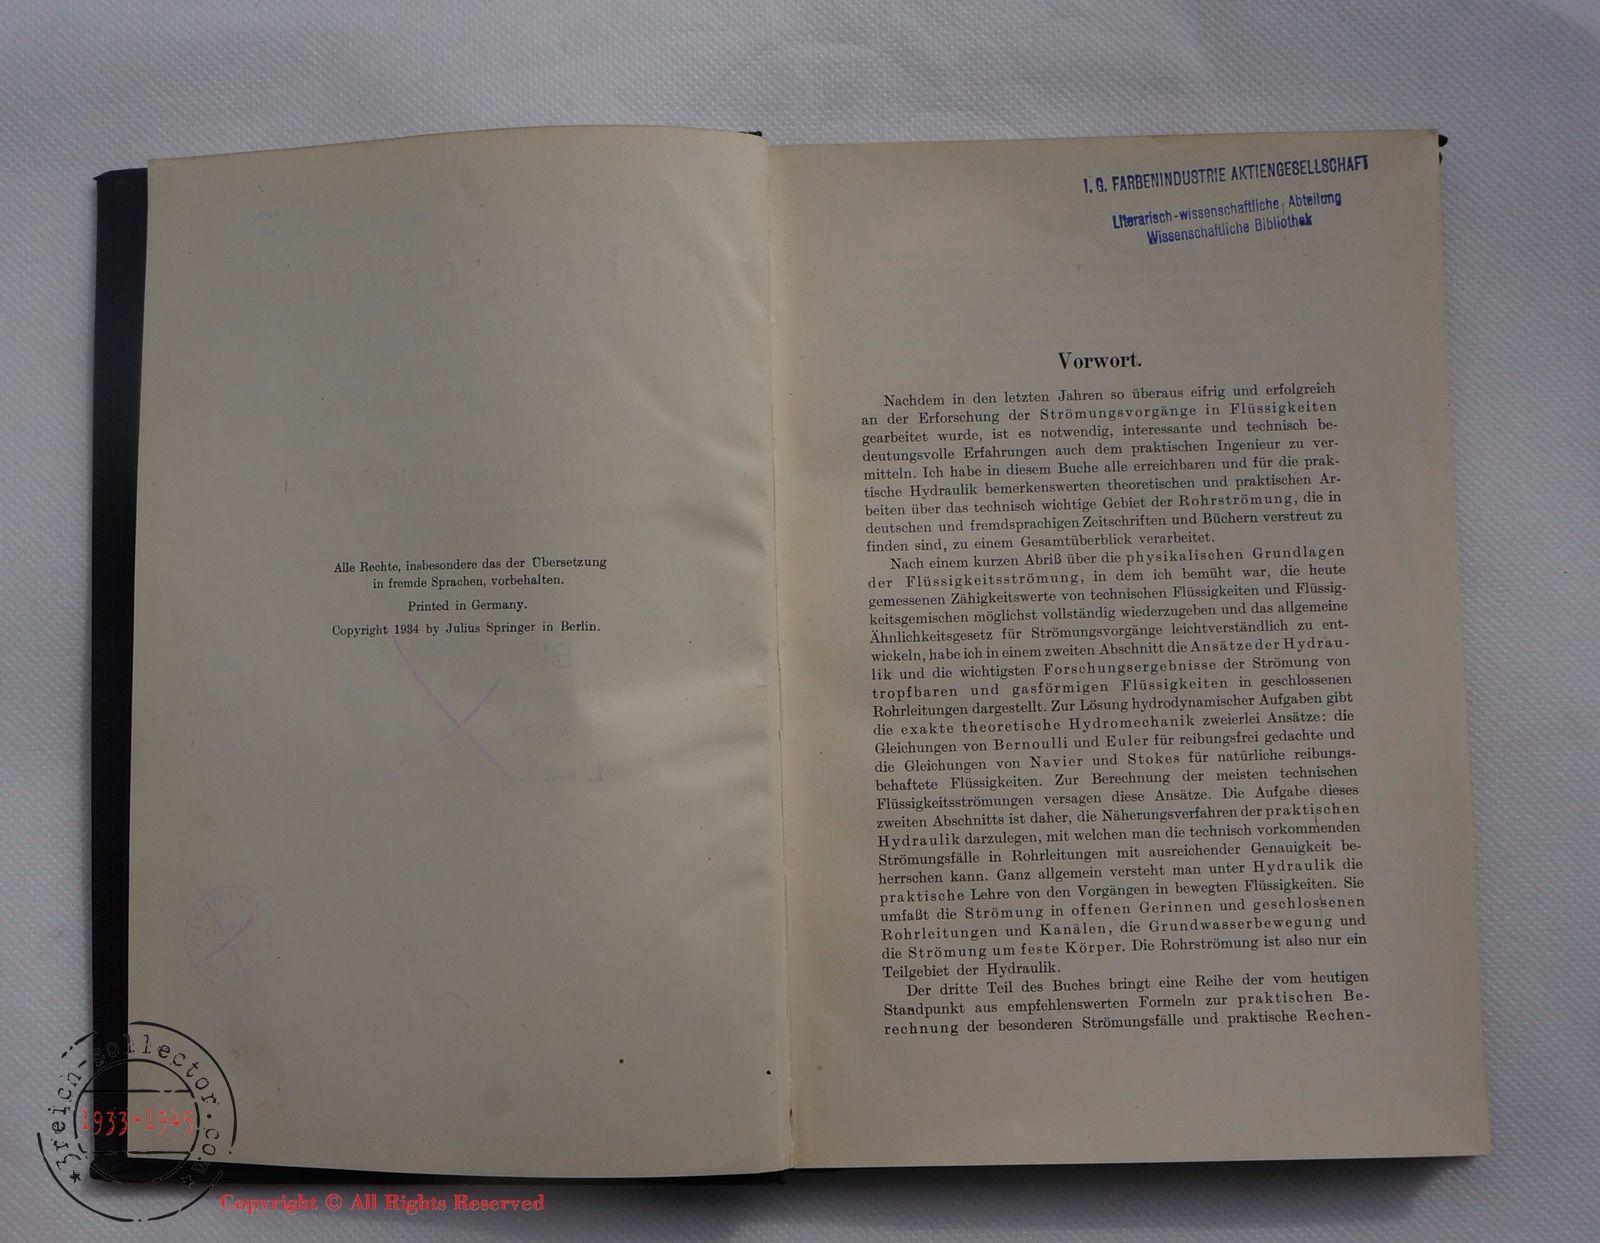 Alle Rechte, insbesondere das der Übersetzung
in fremde Sprachen, vorbehalten.
Printed in Germany.
Copyright 1934 by Julius Springer in Berlin.
I. G. FARBENINDUSTRIE AKTIENGESELLSCHAFT
Literarisch-wissenschaftliche Abteilung
Wissenschaftliche Bibliothek
Vorwort.
Nachdem in den letzten Jahren so überaus eifrig und erfolgreich
an der Erforschung der Strömungsvorgänge in Flüssigkeiten
gearbeitet wurde, ist es notwendig, interessante und technisch be-
deutungsvolle Erfahrungen auch dem praktischen Ingenieur zu ver-
mitteln. Ich habe in diesem Buche alle erreichbaren und für die prak-
tische Hydraulik bemerkenswerten theoretischen und praktischen Ar-
beiten über das technisch wichtige Gebiet der Rohrströmung, die in
deutschen und fremdsprachigen Zeitschriften und Büchern verstreut zu
finden sind, zu einem Gesamtüberblick verarbeitet.
Nach einem kurzen Abriß über die physikalischen Grundlagen
der Flüssigkeitsströmung, in dem ich bemüht war, die heute
gemessenen Zähigkeitswerte von technischen Flüssigkeiten und Flüssig-
keitsgemischen möglichst vollständig wiederzugeben und das allgemeine
Ähnlichkeitsgesetz für Strömungsvorgänge leichtverständlich zu ent-
wickeln, habe ich in einem zweiten Abschnitt die Ansätze der Hydrau-
lik und die wichtigsten Forschungsergebnisse der Strömung von
tropfbaren und gasförmigen Flüssigkeiten in geschlossenen
Rohrleitungen dargestellt. Zur Lösung hydrodynamischer Aufgaben gibt
die exakte theoretische Hydromechanik zweierlei Ansätze: die
Gleichungen von Bernoulli und Euler für reibungsfrei gedachte und
die Gleichungen von Navier und Stokes für natürliche reibungs-
behaftete Flüssigkeiten. Zur Berechnung der meisten technischen
Flüssigkeitsströmungen versagen diese Ansätze. Die Aufgabe dieses
zweiten Abschnitts ist daher, die Näherungsverfahren der praktischen
Hydraulik darzulegen, mit welchen man die technisch vorkommenden
Strömungsfälle in Rohrleitungen mit ausreichender Genauigkeit be-
herrschen kann. Ganz allgemein versteht man unter Hydraulik die
praktische Lehre von den Vorgängen in bewegten Flüssigkeiten. Sie
umfaßt die Strömung in offenen Gerinnen und geschlossenen
Rohrleitungen und Kanälen, die Grundwasserbewegung und
die Strömung um feste Körper. Die Rohrströmung ist also nur ein
Teilgebiet der Hydraulik.
Der dritte Teil des Buches bringt eine Reihe der vom heutigen
Standpunkt aus empfehlenswerten Formeln zur praktischen Be-
rechnung der besonderen Strömungsfälle und praktische Rechen-
3reich-collector.com
1933-1945
Copyright © All Rights Reserved